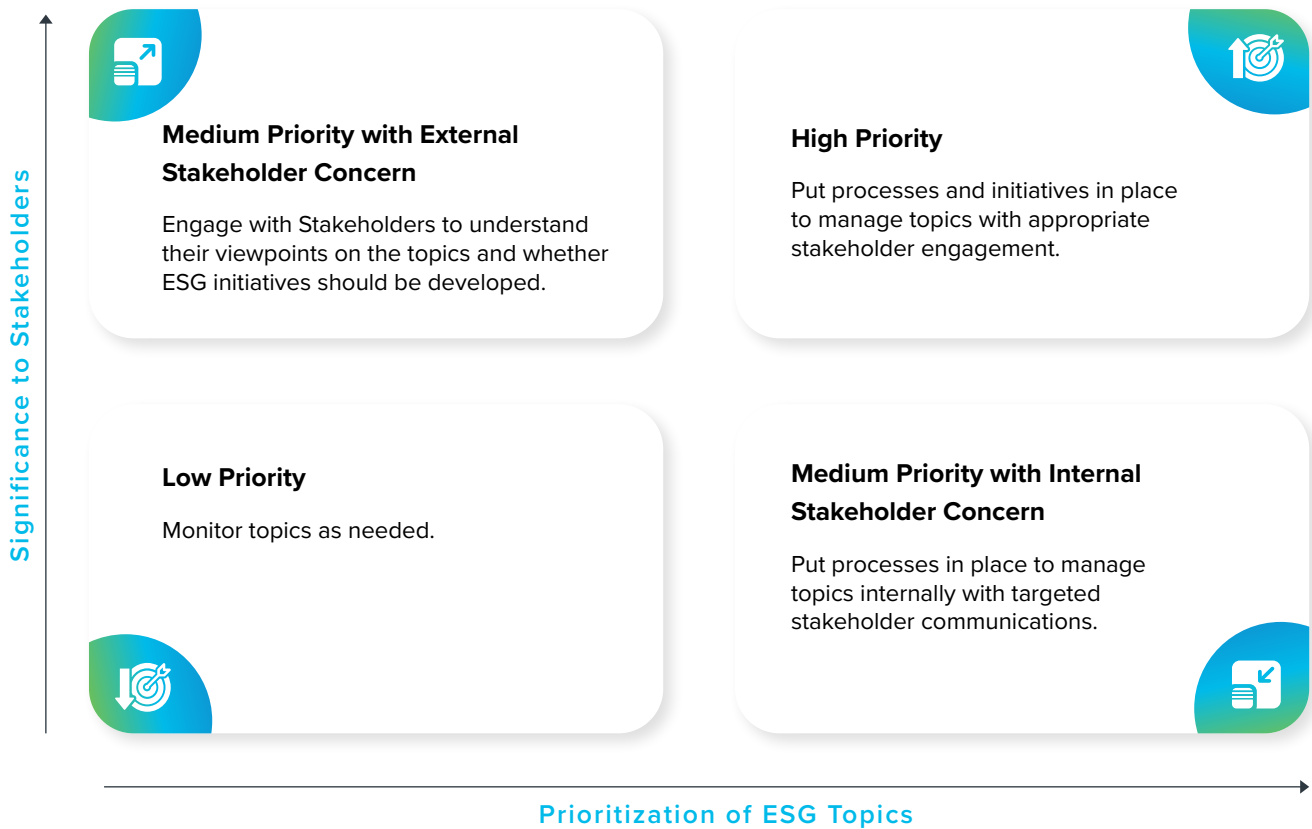 Significance to Stakeholders
Medium Priority with External
Stakeholder Concern
Engage with Stakeholders to understand
their viewpoints on the topics and whether
ESG initiatives should be developed.
High Priority
Put processes and initiatives in place
to manage topics with appropriate
stakeholder engagement.
Low Priority
Monitor topics as needed.
Medium Priority with Internal
Stakeholder Concern
Put processes in place to manage
topics internally with targeted
stakeholder communications.
Prioritization of ESG Topics